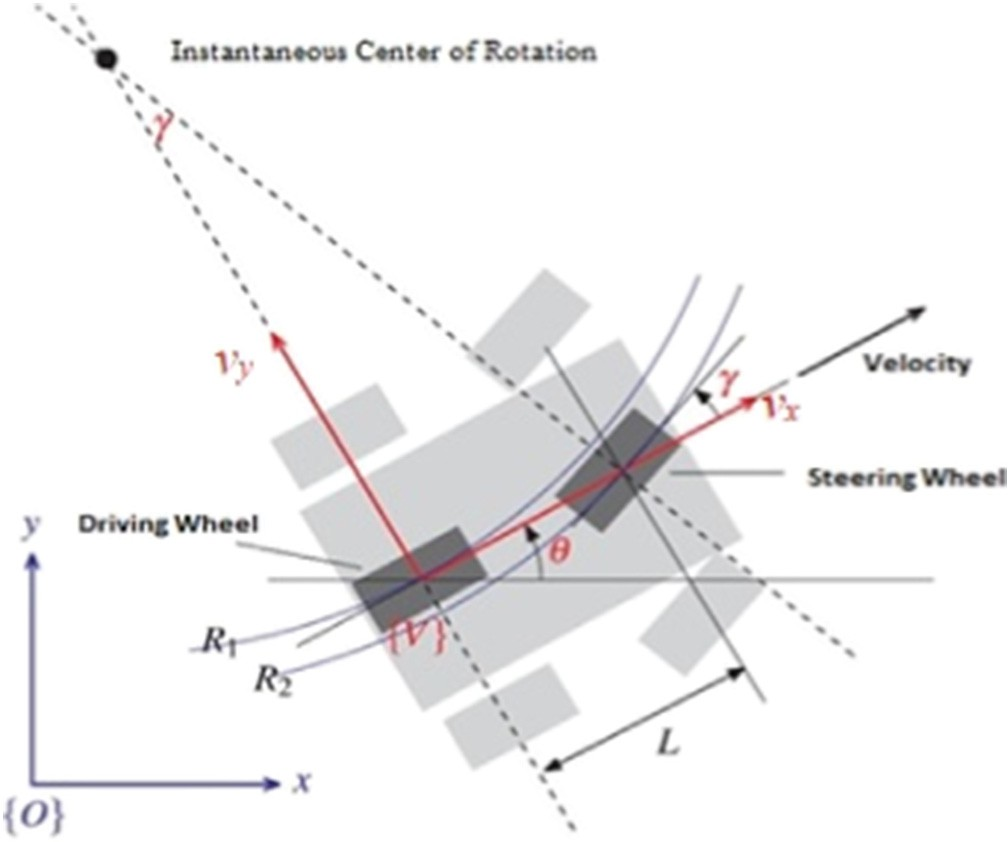 Instantaneous Center of Rotation
γ
vy
Velocity
γ
vx
Steering Wheel
y
Driving Wheel
θ
{V}
R1
R2
L
x
{O}